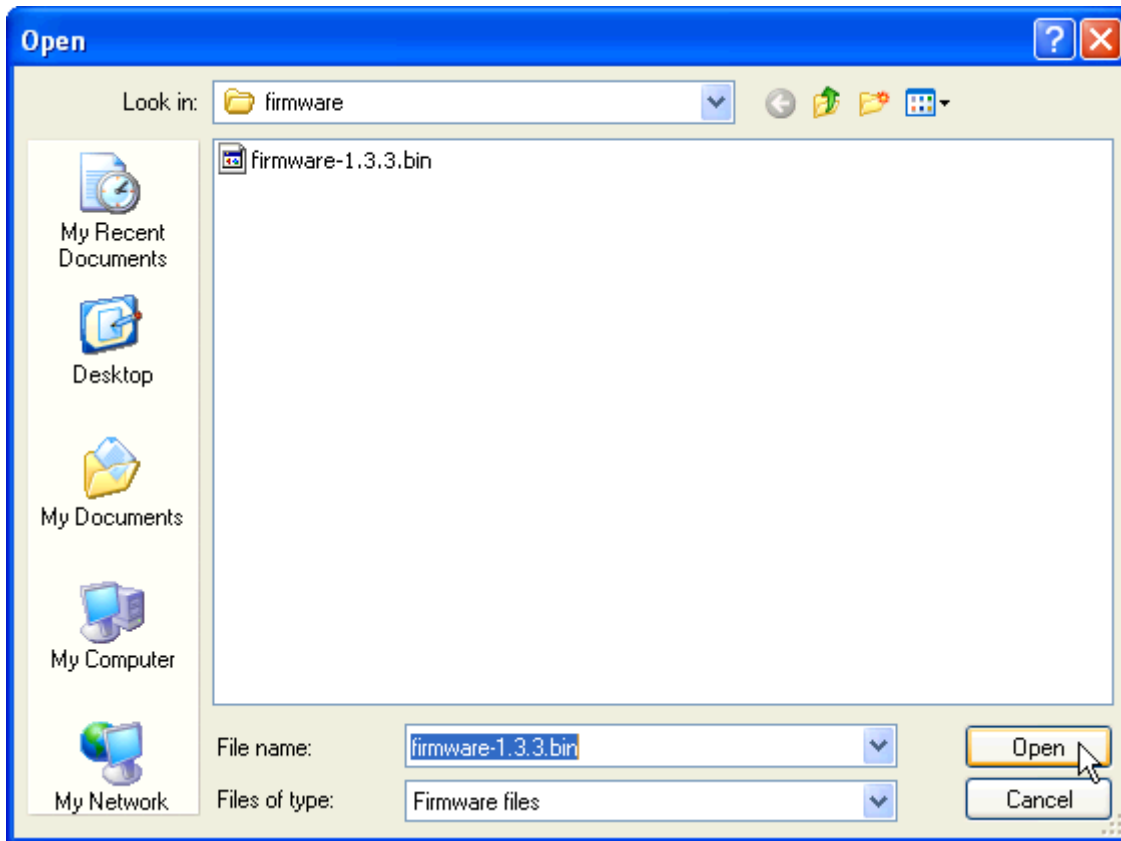 Open
Look in:
firmware
firmware-1.3.3.bin
My Recent
Documents
Desktop
My Documents
My Computer
My Network
File name:
firmware-1.3.3.bin
Open
Files of type:
Firmware files
Cancel